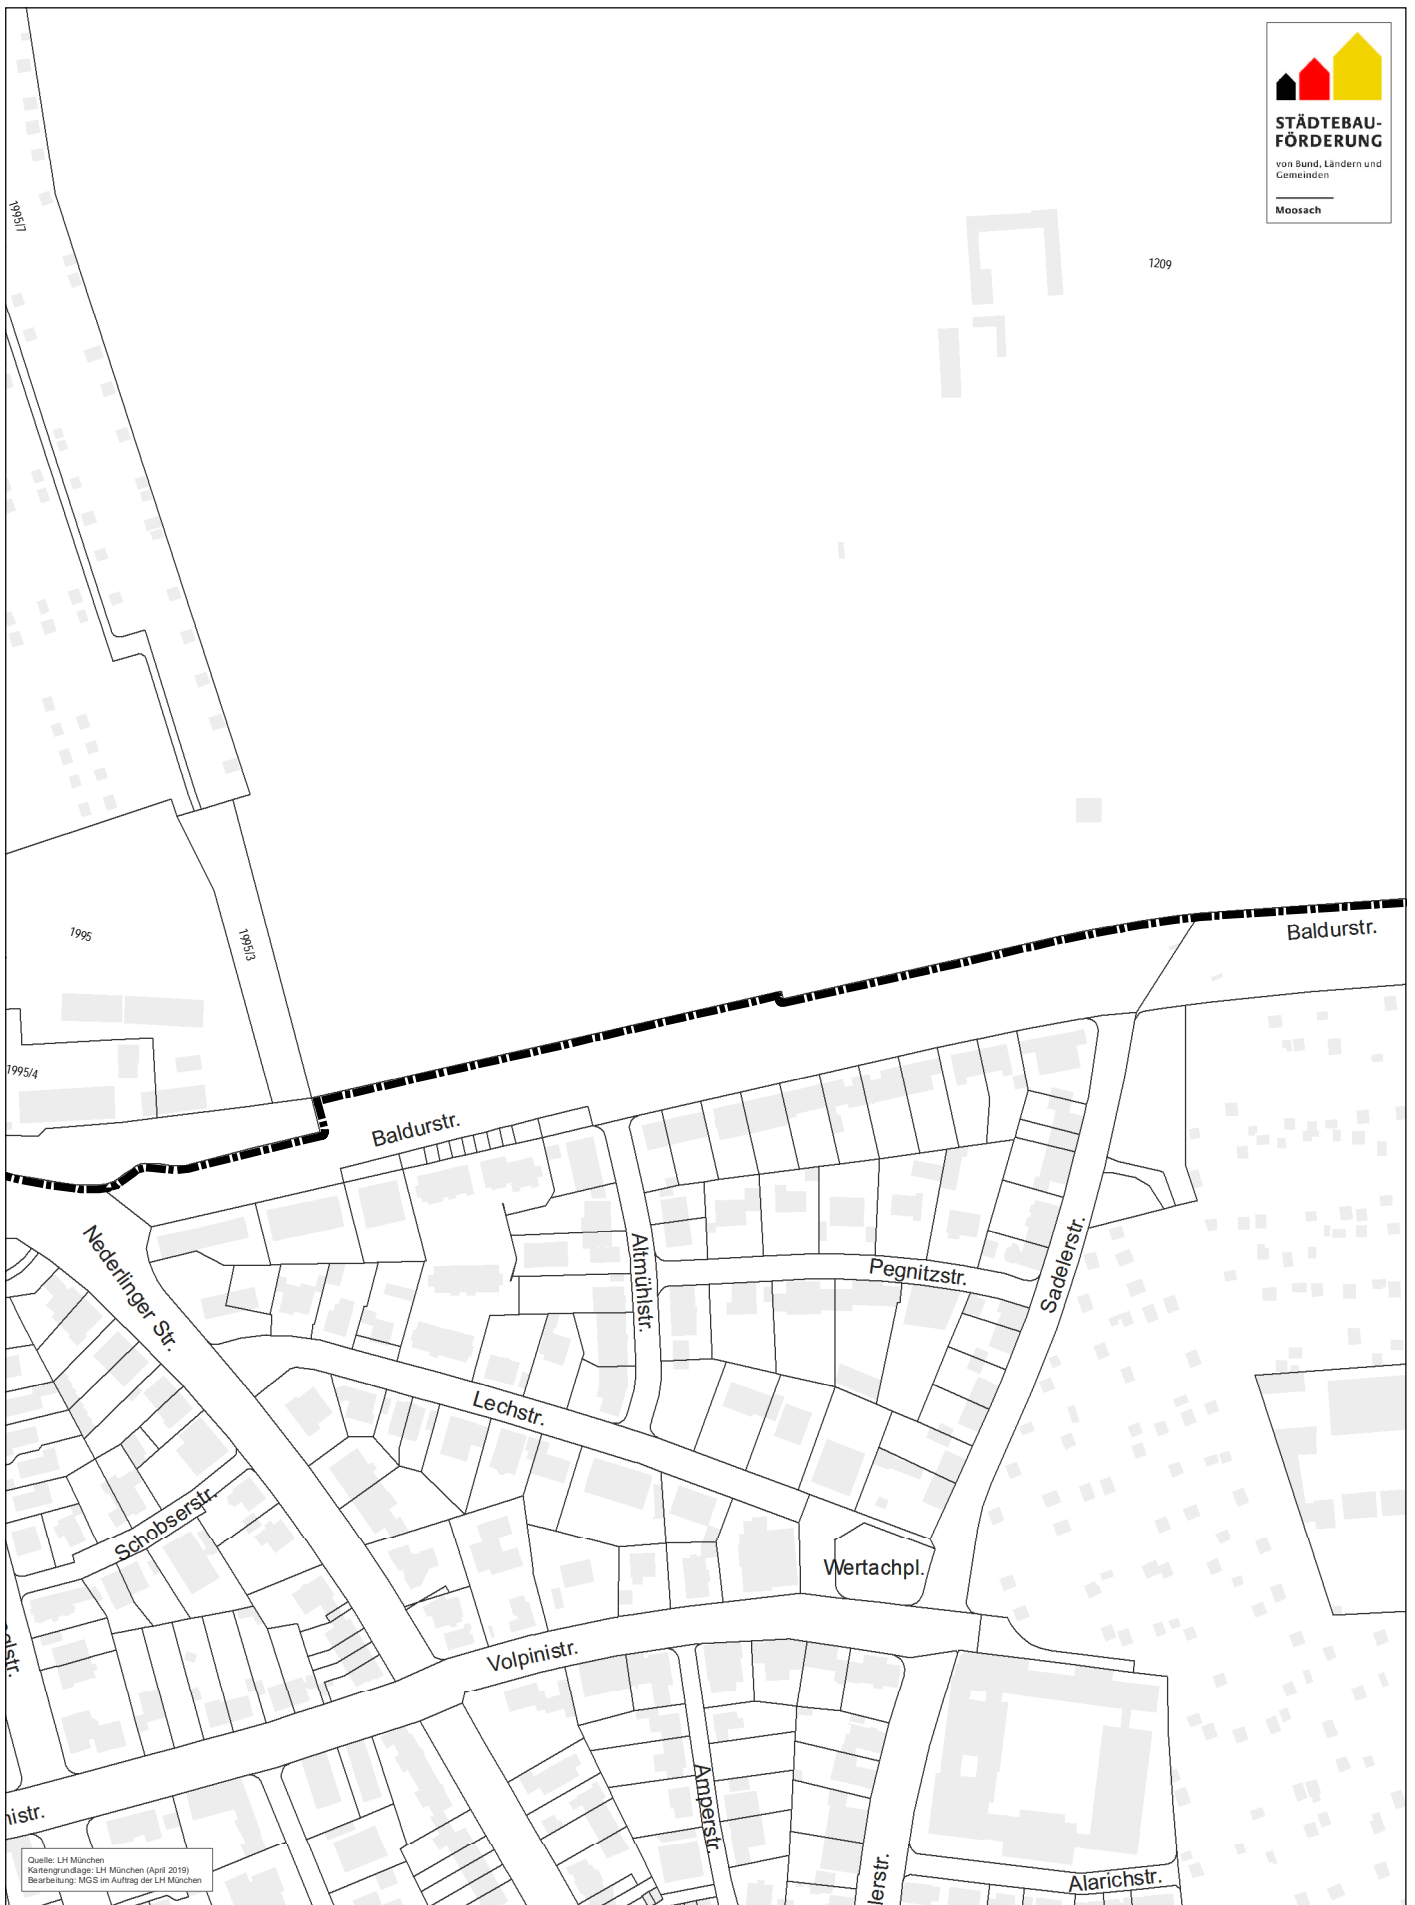 STÄDTEBAU-
FÖRDERUNG
von Bund, Ländern und
Gemeinden
Moosach
1995/7
1209
1995
1995/3
1995/4
Baldurstr.
Baldurstr.
Nederlinger Str.
Altmühlstr.
Pegnitzstr.
Sadelerstr.
Lechstr.
Schobserstr.
Wertachpl.
Volpinistr.
Amperstr.
Alarichstr.
nistr.
lerstr.
Quelle: LH München
Kartengrundlage: LH München (April 2019)
Bearbeitung: MGS im Auftrag der LH München